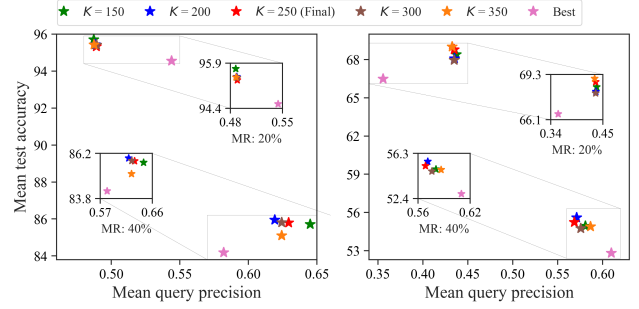 K = 150 K = 200 K = 250 (Final) K = 300 K = 350 Best
Mean test accuracy
96
94
92
90
88
86
84
95.9
94.4
0.48 0.55
MR: 20%
86.2
83.8
0.57 0.66
MR: 40%
0.50 0.55 0.60 0.65
Mean query precision
68
65
62
59
56
53
69.3
66.1
0.34 0.45
MR: 20%
56.3
52.4
0.56 0.62
MR: 40%
0.35 0.40 0.45 0.50 0.55 0.60
Mean query precision